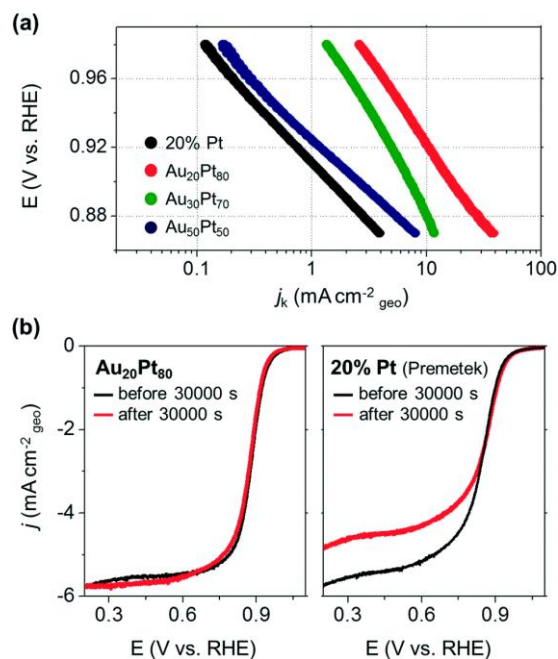 (a)
E (V vs. RHE)
0.96
0.92
0.88
20% Pt
Au₂₀Pt₈₀
Au₃₀Pt₇₀
Au₅₀Pt₅₀
0.1 1 10 100
jₖ (mA cm⁻² geo)
(b)
j (mA cm⁻² geo)
0
-2
-4
-6
Au₂₀Pt₈₀
before 30000 s
after 30000 s
0.3 0.6 0.9
E (V vs. RHE)
20% Pt (Premetek)
before 30000 s
after 30000 s
0.3 0.6 0.9
E (V vs. RHE)